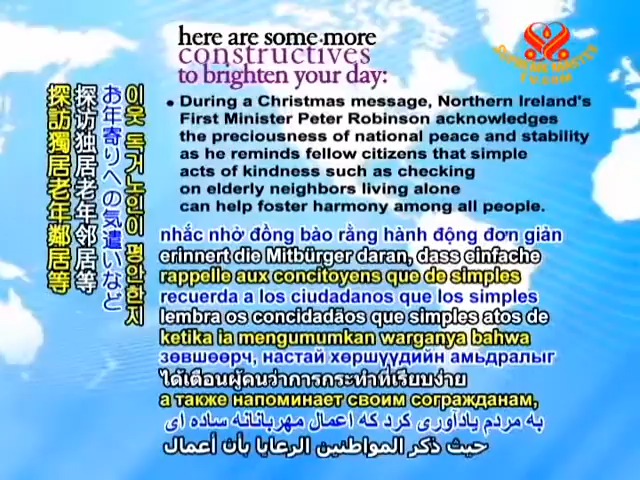 here are some more
constructives
to brighten your day:
SUPREME MASTER
TV.COM
• During a Christmas message, Northern Ireland's
First Minister Peter Robinson acknowledges
the preciousness of national peace and stability
as he reminds fellow citizens that simple
acts of kindness such as checking
on elderly neighbors living alone
can help foster harmony among all people.
探訪獨居老年鄰居等
探访独居老年邻居等
お年寄りへの気遣いなど
이웃 독거노인이 평안한지
nhắc nhở đồng bào rằng hành động đơn giản
erinnert die Mitbürger daran, dass einfache
rappelle aux concitoyens que de simples
recuerda a los ciudadanos que los simples
lembra os concidadãos que simples atos de
ketika ia mengumumkan warganya bahwa
зөвшөөрч, настай хөршүүдийн амьдралыг
ได้เตือนผู้คนว่าการกระทำที่เรียบง่าย
а также напоминает своим согражданам,
به مردم یادآوری کرد که اعمال مهربانانه ساده ای
حيث ذكر المواطنين الرعايا بأن أعمال